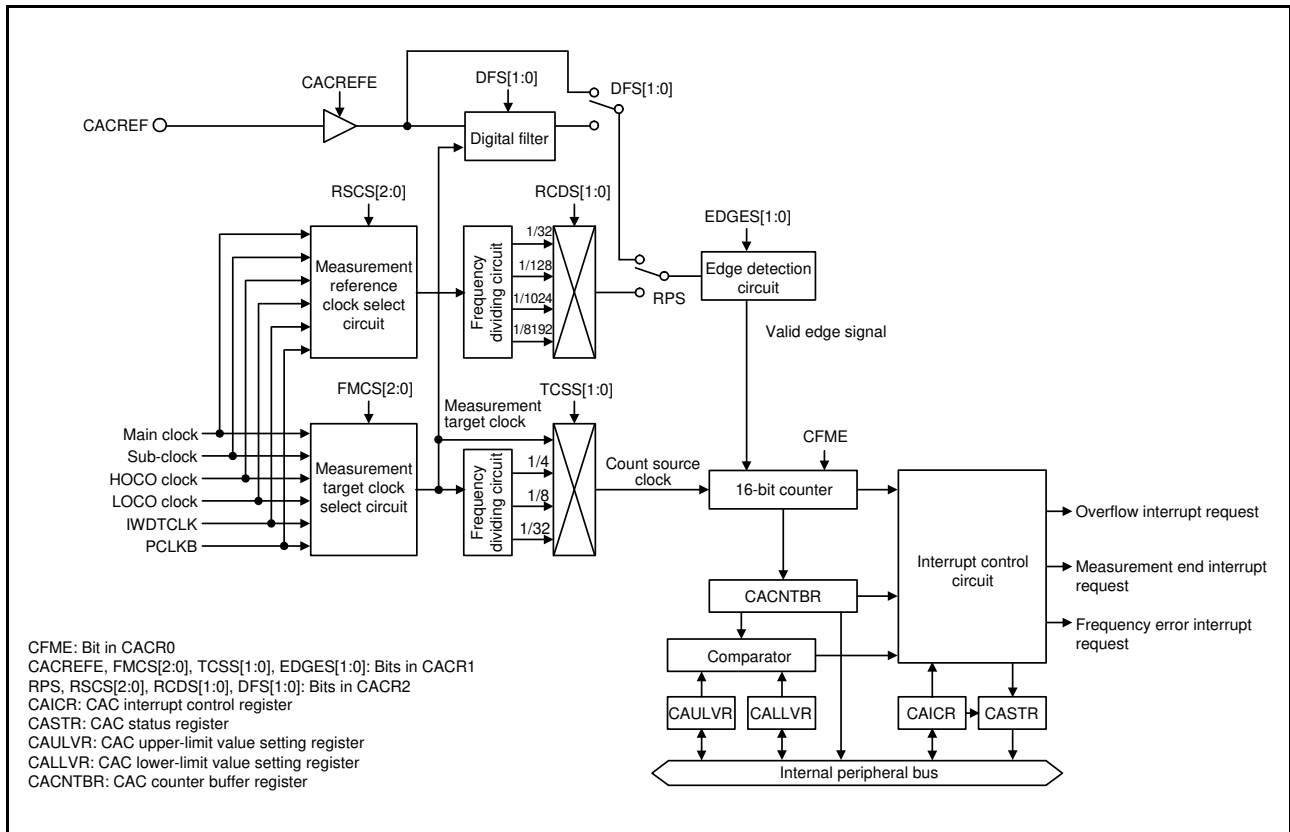 CACREFE
DFS[1:0]
DFS[1:0]
CACREF
Digital filter
RSCS[2:0]
RCDS[1:0]
EDGES[1:0]
Measurement
reference
clock select
circuit
Frequency
dividing circuit
1/32
1/128
1/1024
1/8192
RPS
Edge detection
circuit
Valid edge signal
FMCS[2:0]
Measurement
target clock
TCSS[1:0]
Main clock
Sub-clock
HOCO clock
LOCO clock
IWDTCLK
PCLKB
Measurement
target clock
select circuit
Frequency
dividing circuit
1/4
1/8
1/32
Count source
clock
CFME
16-bit counter
Interrupt control
circuit
Overflow interrupt request
Measurement end interrupt
request
Frequency error interrupt
request
CACNTBR
Comparator
CAULVR
CALLVR
CAICR
CASTR
Internal peripheral bus
CFME: Bit in CACR0
CACREFE, FMCS[2:0], TCSS[1:0], EDGES[1:0]: Bits in CACR1
RPS, RSCS[2:0], RCDS[1:0], DFS[1:0]: Bits in CACR2
CAICR: CAC interrupt control register
CASTR: CAC status register
CAULVR: CAC upper-limit value setting register
CALLVR: CAC lower-limit value setting register
CACNTBR: CAC counter buffer register